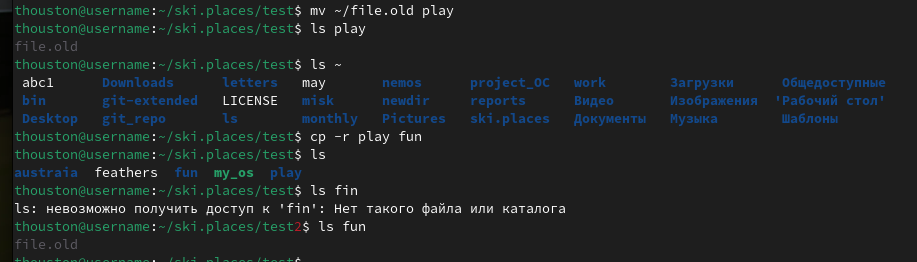 thouston@username:~/ski.places/test$ mv ~/file.old play
thouston@username:~/ski.places/test$ ls play
file.old
thouston@username:~/ski.places/test$ ls ~
abc1 Downloads letters may nemos project_OC work Загрузки Общедоступные
bin git-extended LICENSE misk newdir reports Видео Изображения 'Рабочий стол'
Desktop git_repo ls monthly Pictures ski.places Документы Музыка Шаблоны
thouston@username:~/ski.places/test$ cp -r play fun
thouston@username:~/ski.places/test$ ls
austraia feathers fun my_os play
thouston@username:~/ski.places/test$ ls fin
ls: невозможно получить доступ к 'fin': Нет такого файла или каталога
thouston@username:~/ski.places/test2$ ls fun
file.old
thouston@username:~/ski.places/test$